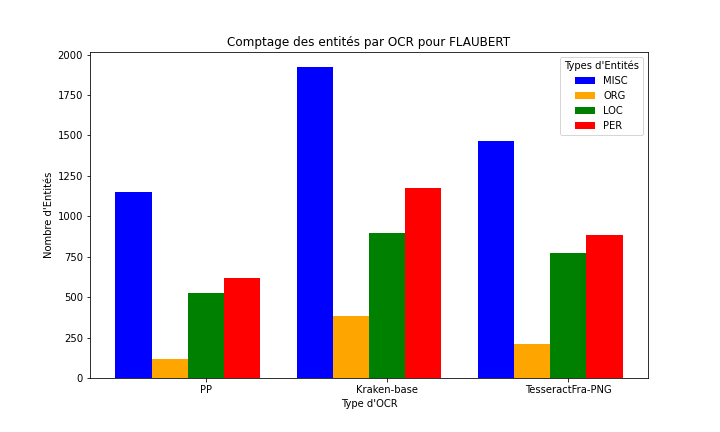 Comptage des entités par OCR pour FLAUBERT
Types d'Entités
MISC
ORG
LOC
PER
Nombre d'Entités
2000
1750
1500
1250
1000
750
500
250
0
PP
Kraken-base
TesseractFra-PNG
Type d'OCR